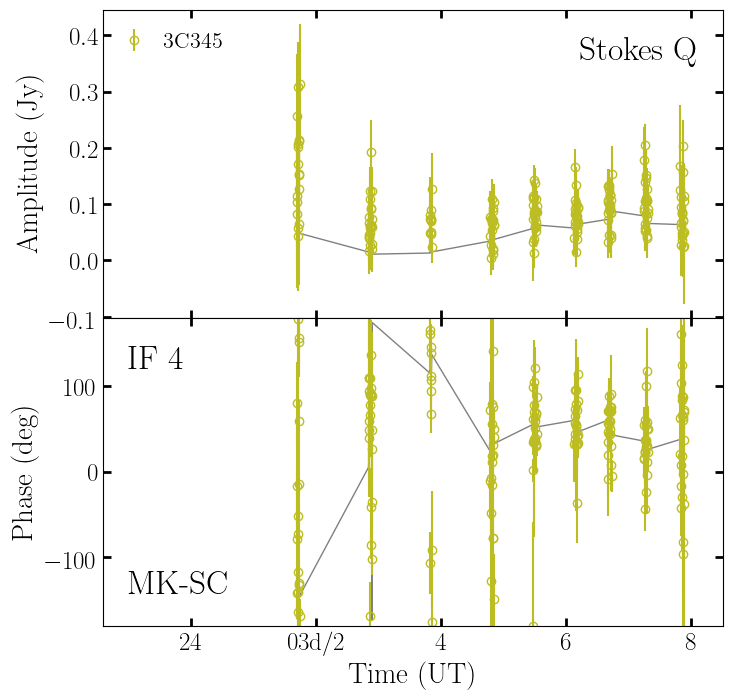 3C345
Stokes Q
Amplitude (Jy)
0.4
0.3
0.2
0.1
0.0
−0.1
IF 4
Phase (deg)
100
0
−100
MK-SC
24 03d/2 4 6 8
Time (UT)